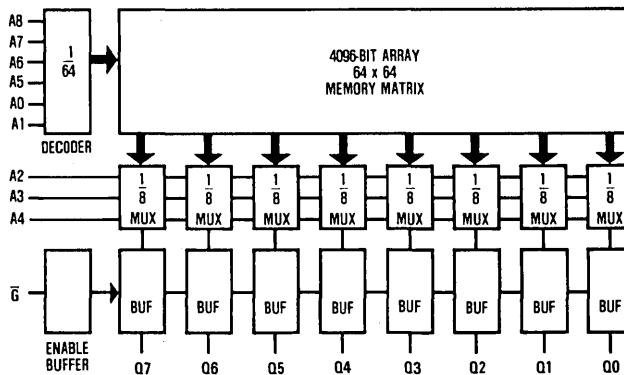 A8
A7
A6
A5
A0
A1
1
64
DECODER
4096-BIT ARRAY
64 x 64
MEMORY MATRIX
A2
A3
A4
1
8
MUX
1
8
MUX
1
8
MUX
1
8
MUX
1
8
MUX
1
8
MUX
1
8
MUX
1
8
MUX
G̅
ENABLE
BUFFER
BUF
BUF
BUF
BUF
BUF
BUF
BUF
BUF
Q7
Q6
Q5
Q4
Q3
Q2
Q1
Q0